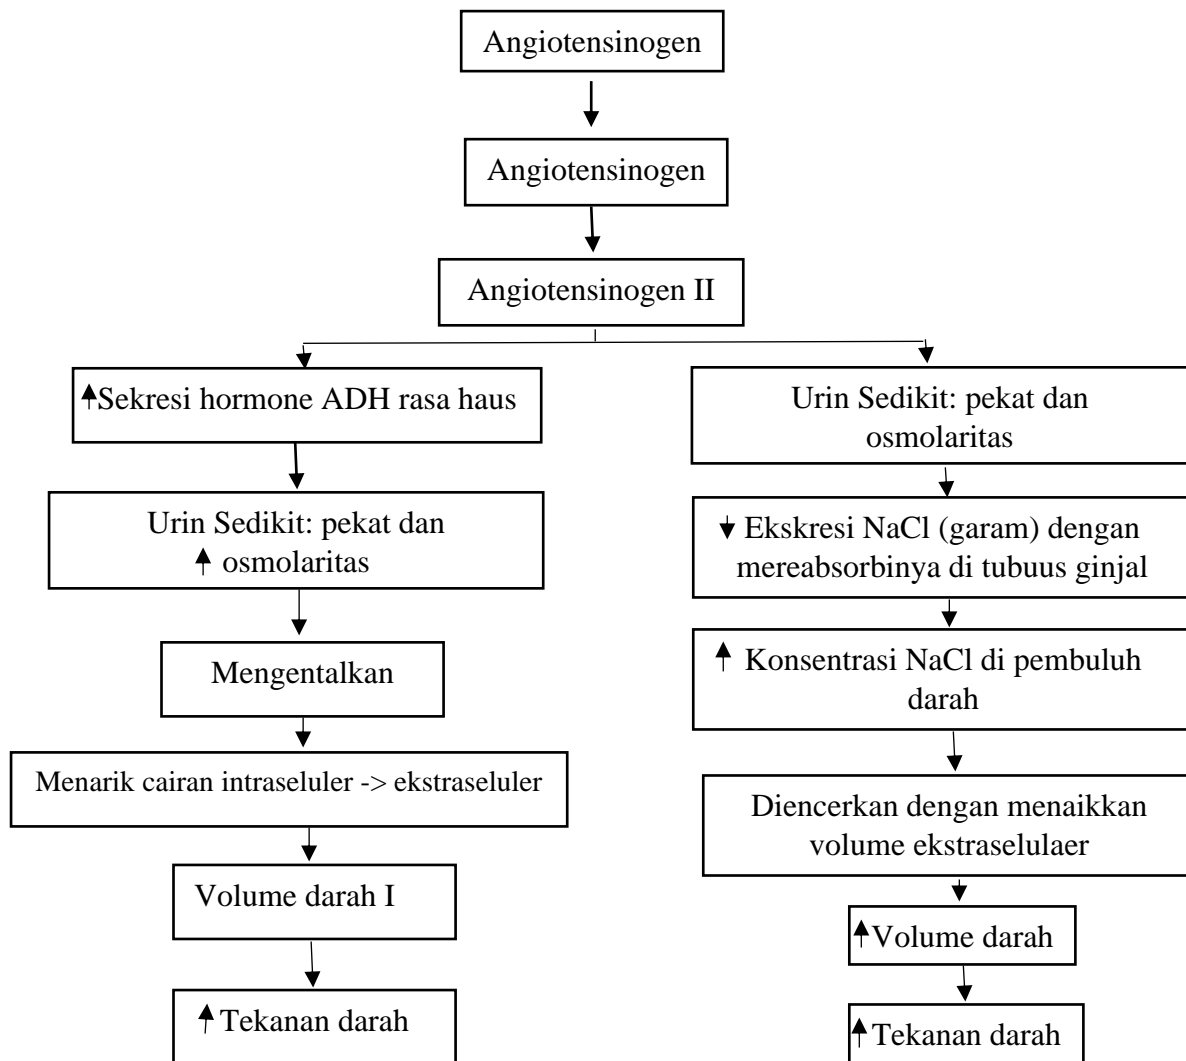 Angiotensinogen
Angiotensinogen
Angiotensinogen II
Sekresi hormone ADH rasa haus
Urin Sedikit: pekat dan
osmolaritas
Mengentalkan
Menarik cairan intraseluler -> ekstraseluler
Volume darah I
Tekanan darah
Urin Sedikit: pekat dan
osmolaritas
Ekskresi NaCl (garam) dengan
mereabsorbinya di tubuus ginjal
Konsentrasi NaCl di pembuluh
darah
Diencerkan dengan menaikkan
volume ekstraselulaer
Volume darah
Tekanan darah